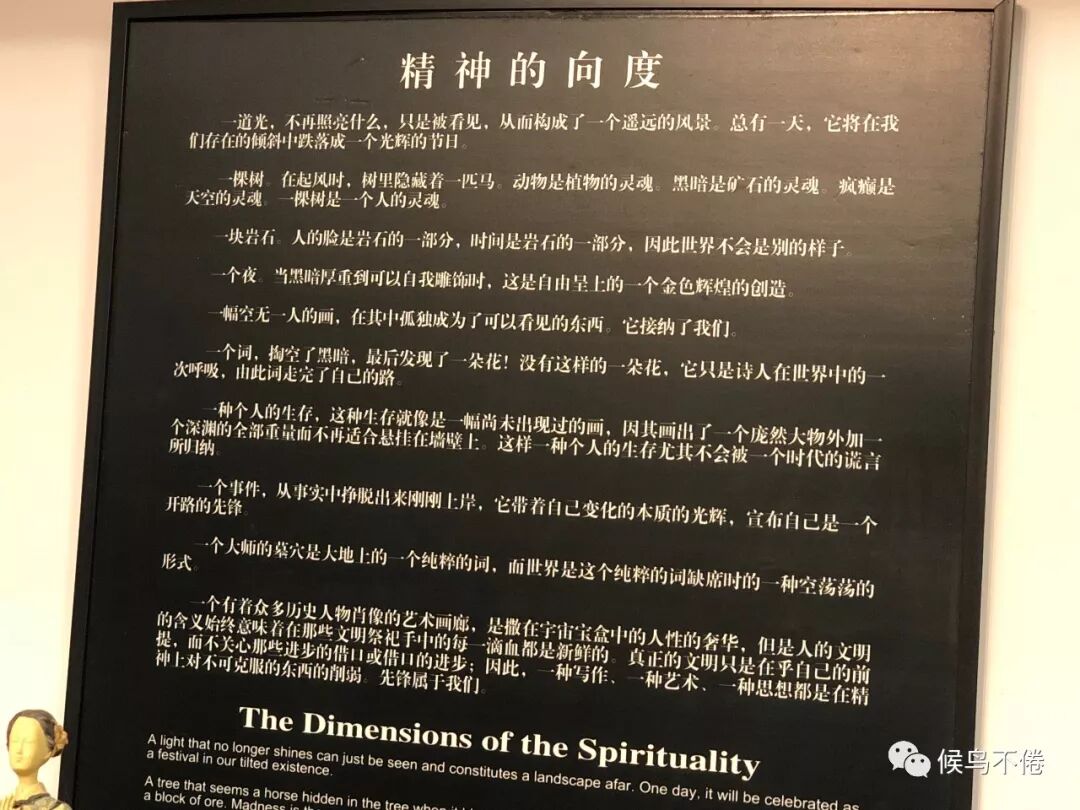 精神的向度
一道光，不再照亮什么，只是被看见，从而构成了一个遥远的风景。总有一天，它将在我
们存在的倾斜中跌落成一个光辉的节日。
一棵树。在起风时，树里隐藏着一匹马。动物是植物的灵魂。黑暗是矿石的灵魂。疯癫是
天空的灵魂。一棵树是一个人的灵魂。
一块岩石。人的脸是岩石的一部分，时间是岩石的一部分，因此世界不会是别的样子。
一个夜。当黑暗厚重到可以自我雕饰时，这是自由呈上的一个金色辉煌的创造。
一幅空无一人的画，在其中孤独成为了可以看见的东西。它接纳了我们。
一个词，掏空了黑暗，最后发现了一朵花！没有这样的一朵花，它只是诗人在世界中的一
次呼吸，由此词走完了自己的路。
一种个人的生存，这种生存就像是一幅尚未出现过的画，因其画出了一个庞然大物外加一
个深渊的全部重量而不再适合悬挂在墙壁上。这样一种个人的生存尤其不会被一个时代的谎言
所归纳。
一个事件，从事实中挣脱出来刚刚上岸，它带着自己变化的本质的光辉，宣布自己是一个
开路的先锋。
一个大师的墓穴是大地上的一个纯粹的词，而世界是这个纯粹的词缺席时的一种空荡荡的
形式。
一个有着众多历史人物肖像的艺术画廊，是撒在宇宙宝盒中的人性的奢华，但是人的文明
的含义始终意味着在那些文明祭祀手中的每一滴血都是新鲜的。真正的文明只是在乎自己的前
提，而不关心那些进步的借口或借口的进步；因此，一种写作、一种艺术、一种思想都是在精
神上对不可克服的东西的削弱。先锋属于我们。
The Dimensions of the Spirituality
A light that no longer shines can just be seen and constitutes a landscape afar. One day, it will be celebrated as
a festival in our tilted existence.
A tree that seems a horse hidden in the tree when it
a block of ore. Madness is the
候鸟不倦